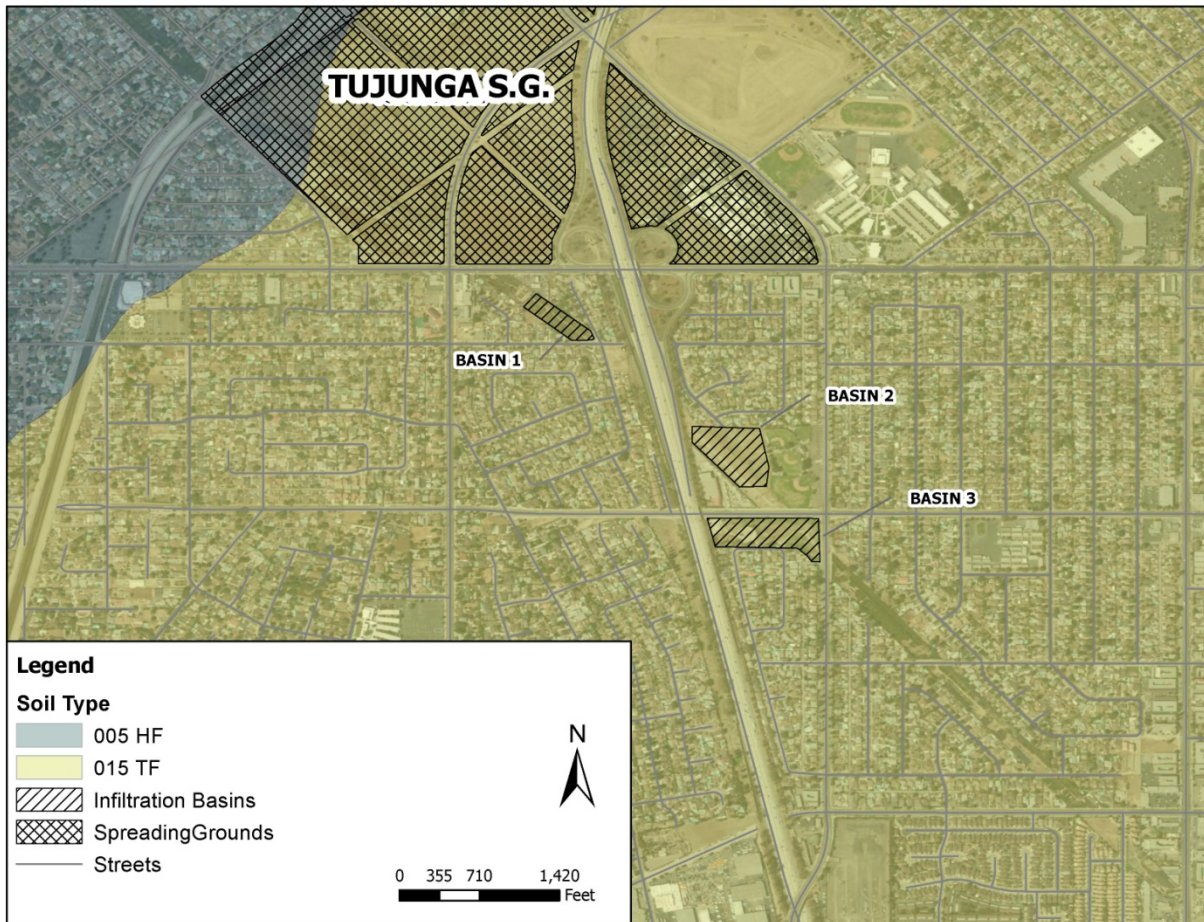 TUJUNGA S.G.
BASIN 1
BASIN 2
BASIN 3
Legend
Soil Type
005 HF
015 TF
Infiltration Basins
SpreadingGrounds
Streets
N
0 355 710 1,420
Feet